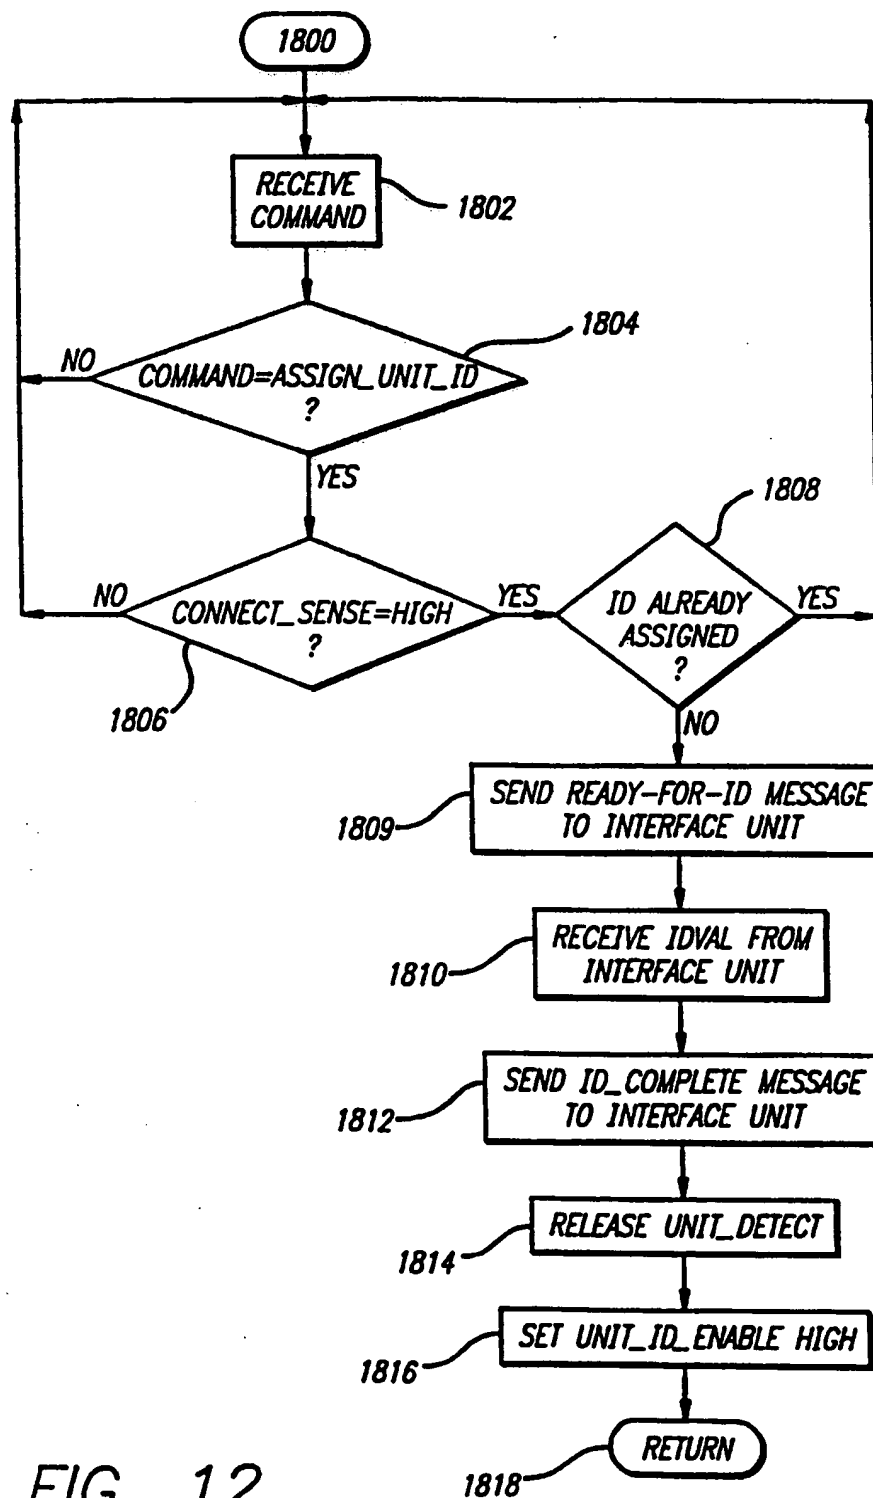 1800
RECEIVE
COMMAND
1802
1804
NO
COMMAND=ASSIGN_UNIT_ID
?
YES
1808
NO
CONNECT_SENSE=HIGH
?
YES
ID ALREADY
ASSIGNED
?
YES
1806
NO
SEND READY-FOR-ID MESSAGE
TO INTERFACE UNIT
1809
RECEIVE IDVAL FROM
INTERFACE UNIT
1810
SEND ID_COMPLETE MESSAGE
TO INTERFACE UNIT
1812
RELEASE UNIT_DETECT
1814
SET UNIT_ID_ENABLE HIGH
1816
RETURN
1818
FIG. 12